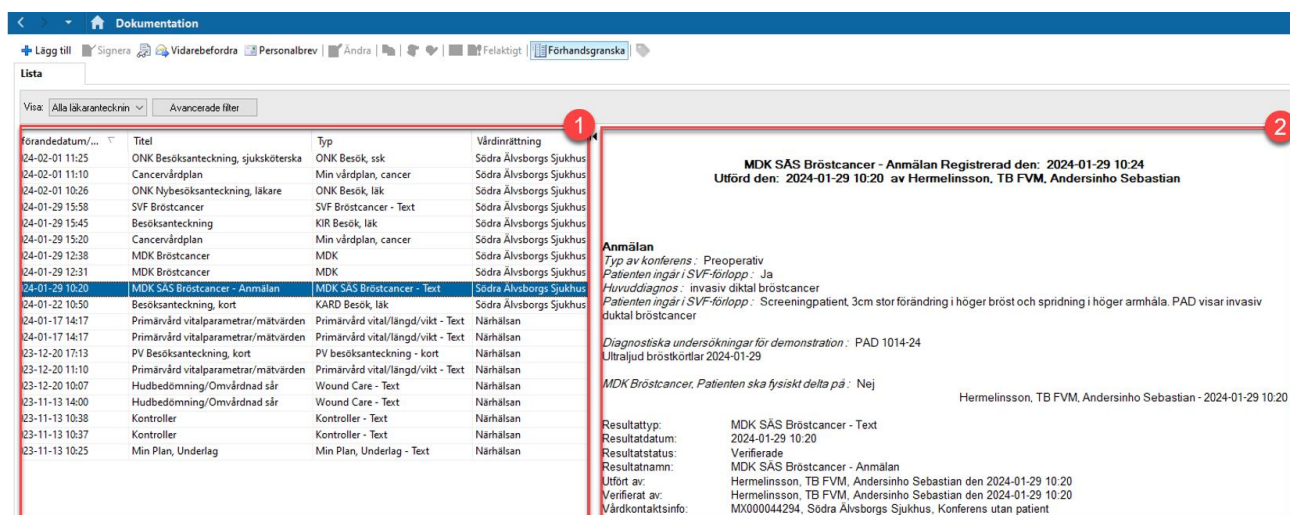 Dokumentation
Lägg till Signera Vidarebefordra Personalbrev Ändra Felaktigt Förhandsgranska
Lista
Visa: Alla läkarantecknin Avancerade filter
1
2
förandedatum/... Titel Typ Vårdinrättning
24-02-01 11:25 ONK Besöksanteckning, sjuksköterska ONK Besök, ssk Södra Älvsborgs Sjukhus
24-02-01 11:10 Cancervårdplan Min vårdplan, cancer Södra Älvsborgs Sjukhus
24-02-01 10:26 ONK Nybesöksanteckning, läkare ONK Besök, läk Södra Älvsborgs Sjukhus
24-01-29 15:58 SVF Bröstcancer SVF Bröstcancer - Text Södra Älvsborgs Sjukhus
24-01-29 15:45 Besöksanteckning KIR Besök, läk Södra Älvsborgs Sjukhus
24-01-29 15:20 Cancervårdplan Min vårdplan, cancer Södra Älvsborgs Sjukhus
24-01-29 12:38 MDK Bröstcancer MDK Södra Älvsborgs Sjukhus
24-01-29 12:31 MDK Bröstcancer MDK Södra Älvsborgs Sjukhus
24-01-29 10:20 MDK SÄS Bröstcancer - Anmälan MDK SÄS Bröstcancer - Text Södra Älvsborgs Sjukhus
24-01-22 10:50 Besöksanteckning, kort KARD Besök, läk Södra Älvsborgs Sjukhus
24-01-17 14:17 Primärvård vitalparametrar/mätvärden Primärvård vital/längd/vikt - Text Närhälsan
24-01-17 14:17 Primärvård vitalparametrar/mätvärden Primärvård vital/längd/vikt - Text Närhälsan
23-12-20 17:13 PV Besöksanteckning, kort PV besöksanteckning - kort Närhälsan
23-12-20 11:10 Primärvård vitalparametrar/mätvärden Primärvård vital/längd/vikt - Text Närhälsan
23-12-20 10:07 Hudbedömning/Omvårdnad sår Wound Care - Text Närhälsan
23-11-13 14:00 Hudbedömning/Omvårdnad sår Wound Care - Text Närhälsan
23-11-13 10:38 Kontroller Kontroller - Text Närhälsan
23-11-13 10:37 Kontroller Kontroller - Text Närhälsan
23-11-13 10:25 Min Plan, Underlag Min Plan, Underlag - Text Närhälsan
MDK SÄS Bröstcancer - Anmälan Registrerad den: 2024-01-29 10:24
Utförd den: 2024-01-29 10:20 av Hermelinsson, TB FVM, Andersinho Sebastian
Anmälan
Typ av konferens : Preoperativ
Patienten ingår i SVF-förlopp : Ja
Huvuddiagnos : invasiv diktal bröstcancer
Patienten ingår i SVF-förlopp : Screeningpatient, 3cm stor förändring i höger bröst och spridning i höger armhåla. PAD visar invasiv
duktal bröstcancer
Diagnostiska undersökningar för demonstration : PAD 1014-24
Ultraljud bröstkörtlar 2024-01-29
MDK Bröstcancer, Patienten ska fysiskt delta på : Nej
Hermelinsson, TB FVM, Andersinho Sebastian - 2024-01-29 10:20
Resultattyp: MDK SÄS Bröstcancer - Text
Resultatdatum: 2024-01-29 10:20
Resultatstatus: Verifierade
Resultatnamn: MDK SÄS Bröstcancer - Anmälan
Utfört av: Hermelinsson, TB FVM, Andersinho Sebastian den 2024-01-29 10:20
Verifierat av: Hermelinsson, TB FVM, Andersinho Sebastian den 2024-01-29 10:20
Vårdkontaktsinfo: MX000044294, Södra Älvsborgs Sjukhus, Konferens utan patient